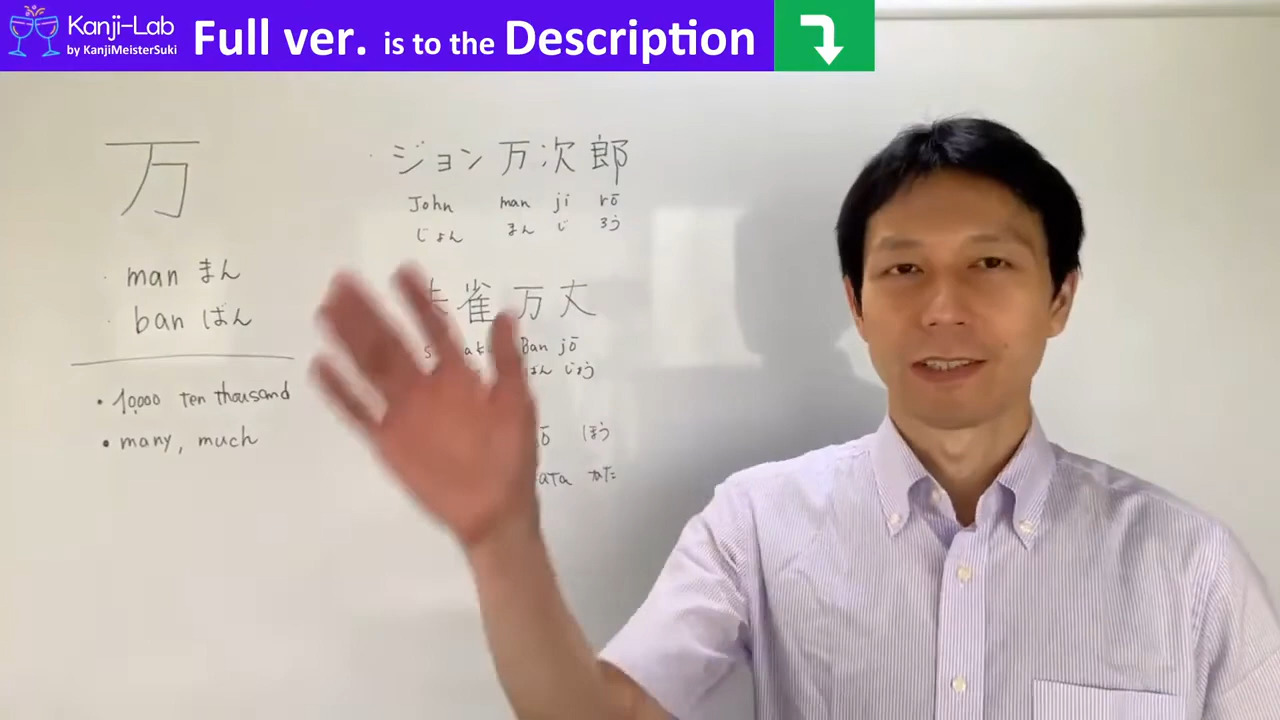 Kanji-Lab
by KanjiMeisterSuki
Full ver. is to the Description
万
man まん
ban ばん
• 10,000 ten thousand
• many, much
ジョン 万次郎
John man ji rō
じょん まん じ ろう
雀 万丈
Ban jō
じょう
ほう
かた